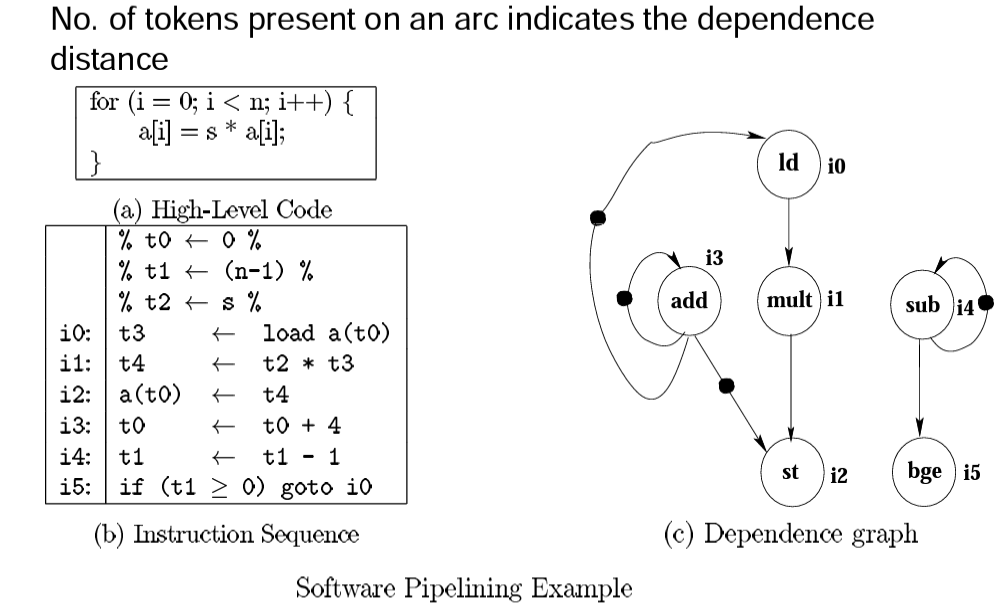 No. of tokens present on an arc indicates the dependence
distance
for (i = 0; i < n; i++) {
a[i] = s * a[i];
}
(a) High-Level Code
% t0 ← 0 %
% t1 ← (n-1) %
% t2 ← s %
i0: t3 ← load a(t0)
i1: t4 ← t2 * t3
i2: a(t0) ← t4
i3: t0 ← t0 + 4
i4: t1 ← t1 - 1
i5: if (t1 ≥ 0) goto i0
(b) Instruction Sequence
ld i0
i3
add
mult i1
sub i4
st i2
bge i5
(c) Dependence graph
Software Pipelining Example